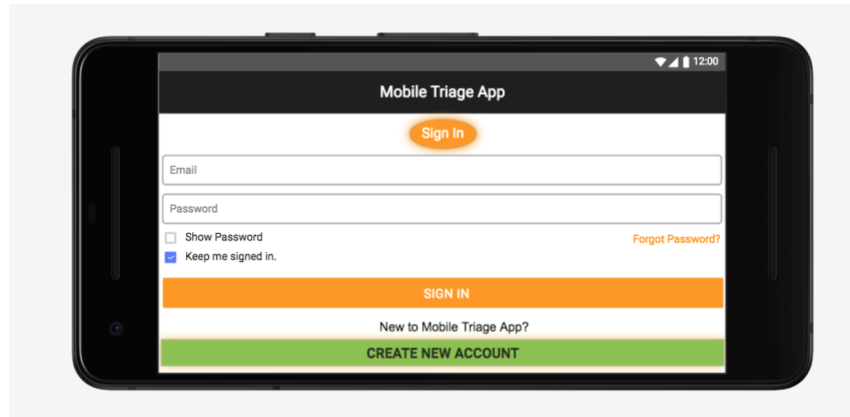 12:00
Mobile Triage App
Sign In
Email
Password
Show Password
Forgot Password?
Keep me signed in.
SIGN IN
New to Mobile Triage App?
CREATE NEW ACCOUNT